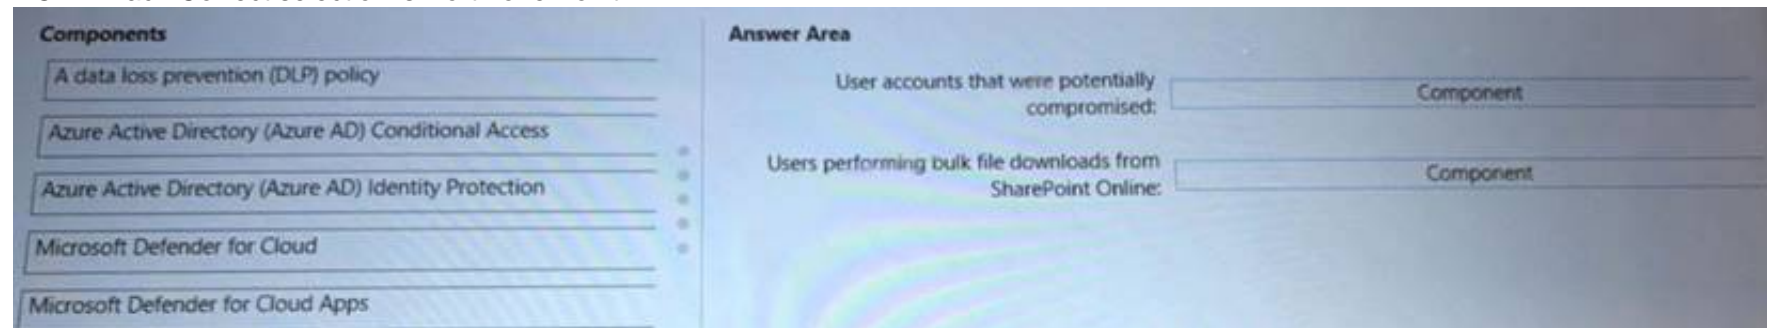 Components
A data loss prevention (DLP) policy
Azure Active Directory (Azure AD) Conditional Access
Azure Active Directory (Azure AD) Identity Protection
Microsoft Defender for Cloud
Microsoft Defender for Cloud Apps
Answer Area
User accounts that were potentially
compromised:
Component
Users performing bulk file downloads from
SharePoint Online:
Component